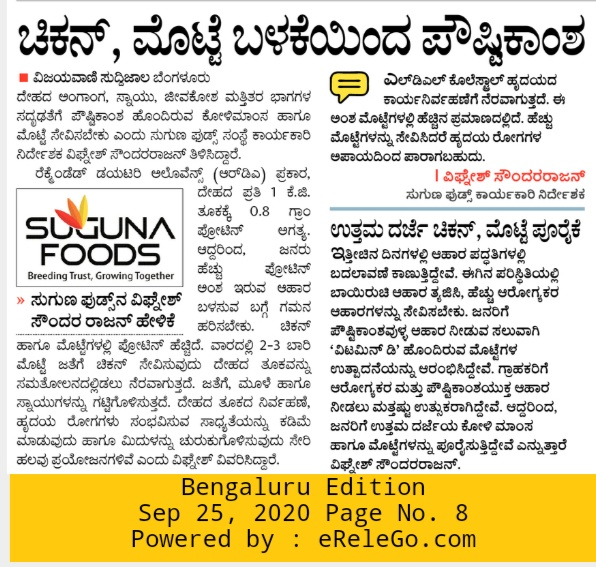 ಚಿಕನ್, ಮೊಟ್ಟೆ ಬಳಕೆಯಿಂದ ಪೌಷ್ಟಿಕಾಂಶ
■ ವಿಜಯವಾಣಿ ಸುದ್ದಿಜಾಲ ಬೆಂಗಳೂರು
ದೇಹದ ಅಂಗಾಂಗ, ಸ್ನಾಯು, ಜೀವಕೋಶ ಮತ್ತಿತರ ಭಾಗಗಳ
ಸದೃಢತೆಗೆ ಪೌಷ್ಟಿಕಾಂಶ ಹೊಂದಿರುವ ಕೋಳಿಮಾಂಸ ಹಾಗೂ
ಮೊಟ್ಟೆ ಸೇವಿಸಬೇಕು ಎಂದು ಸುಗುಣ ಫುಡ್ಸ್ ಸಂಸ್ಥೆ ಕಾರ್ಯಕಾರಿ
ನಿರ್ದೇಶಕ ವಿಘ್ನೇಶ್ ಸೌಂದರರಾಜನ್ ತಿಳಿಸಿದ್ದಾರೆ.
ರೆಕ್ಮೆಂಡೆಡ್ ಡಯಟರಿ ಅಲೊವೆನ್ಸ್ (ಆರ್‌ಡಿಎ) ಪ್ರಕಾರ,
ದೇಹದ ಪ್ರತಿ 1 ಕೆ.ಜಿ.
ತೂಕಕ್ಕೆ 0.8 ಗ್ರಾಂ
ಪ್ರೋಟಿನ್ ಅಗತ್ಯ.
ಆದ್ದರಿಂದ, ಜನರು
ಹೆಚ್ಚು ಪ್ರೋಟಿನ್
ಅಂಶ ಇರುವ ಆಹಾರ
ಬಳಸುವ ಬಗ್ಗೆ ಗಮನ
ಹರಿಸಬೇಕು. ಚಿಕನ್
SUGUNA
FOODS
Breeding Trust, Growing Together
» ಸುಗುಣ ಫುಡ್ಸ್‌ನ ವಿಘ್ನೇಶ್
ಸೌಂದರ ರಾಜನ್ ಹೇಳಿಕೆ
ಹಾಗೂ ಮೊಟ್ಟೆಗಳಲ್ಲಿ ಪ್ರೋಟಿನ್ ಹೆಚ್ಚಿದೆ. ವಾರದಲ್ಲಿ 2-3 ಬಾರಿ
ಮೊಟ್ಟೆ ಜತೆಗೆ ಚಿಕನ್ ಸೇವಿಸುವುದು ದೇಹದ ತೂಕವನ್ನು
ಸಮತೋಲನದಲ್ಲಿಡಲು ನೆರವಾಗುತ್ತದೆ. ಜತೆಗೆ, ಮೂಳೆ ಹಾಗೂ
ಸ್ನಾಯುಗಳನ್ನು ಗಟ್ಟಿಗೊಳಿಸುತ್ತದೆ. ದೇಹದ ತೂಕದ ನಿರ್ವಹಣೆ,
ಹೃದಯ ರೋಗಗಳು ಸಂಭವಿಸುವ ಸಾಧ್ಯತೆಯನ್ನು ಕಡಿಮೆ
ಮಾಡುವುದು ಹಾಗೂ ಮಿದುಳನ್ನು ಚುರುಕುಗೊಳಿಸುವುದು ಸೇರಿ
ಹಲವು ಪ್ರಯೋಜನಗಳಿವೆ ಎಂದು ವಿಘ್ನೇಶ್ ವಿವರಿಸಿದ್ದಾರೆ.
ಎಲ್‌ಡಿಎಲ್ ಕೊಲೆಸ್ಟ್ರಾಲ್ ಹೃದಯದ
ಕಾರ್ಯನಿರ್ವಹಣೆಗೆ ನೆರವಾಗುತ್ತದೆ. ಈ
ಅಂಶ ಮೊಟ್ಟೆಗಳಲ್ಲಿ ಹೆಚ್ಚಿನ ಪ್ರಮಾಣದಲ್ಲಿದೆ. ಹೆಚ್ಚು
ಮೊಟ್ಟೆಗಳನ್ನು ಸೇವಿಸಿದರೆ ಹೃದಯ ರೋಗಗಳ
ಅಪಾಯದಿಂದ ಪಾರಾಗಬಹುದು.
| ವಿಘ್ನೇಶ್ ಸೌಂದರರಾಜನ್
ಸುಗುಣ ಫುಡ್ಸ್ ಕಾರ್ಯಕಾರಿ ನಿರ್ದೇಶಕ
ಉತ್ತಮ ದರ್ಜೆ ಚಿಕನ್, ಮೊಟ್ಟೆ ಪೂರೈಕೆ
ಇತ್ತೀಚಿನ ದಿನಗಳಲ್ಲಿ ಆಹಾರ ಪದ್ಧತಿಗಳಲ್ಲಿ
ಬದಲಾವಣೆ ಕಾಣುತ್ತಿದ್ದೇವೆ. ಈಗಿನ ಪರಿಸ್ಥಿತಿಯಲ್ಲಿ
ಬಾಯಿರುಚಿ ಆಹಾರ ತ್ಯಜಿಸಿ, ಹೆಚ್ಚು ಆರೋಗ್ಯಕರ
ಆಹಾರಗಳನ್ನು ಸೇವಿಸಬೇಕು. ಜನರಿಗೆ
ಪೌಷ್ಟಿಕಾಂಶವುಳ್ಳ ಆಹಾರ ನೀಡುವ ಸಲುವಾಗಿ
‘ವಿಟಮಿನ್ ಡಿ’ ಹೊಂದಿರುವ ಮೊಟ್ಟೆಗಳ
ಉತ್ಪಾದನೆಯನ್ನು ಆರಂಭಿಸಿದ್ದೇವೆ. ಗ್ರಾಹಕರಿಗೆ
ಆರೋಗ್ಯಕರ ಮತ್ತು ಪೌಷ್ಟಿಕಾಂಶಯುಕ್ತ ಆಹಾರ
ನೀಡಲು ಮತ್ತಷ್ಟು ಉತ್ಸುಕರಾಗಿದ್ದೇವೆ. ಆದ್ದರಿಂದ,
ಜನರಿಗೆ ಉತ್ತಮ ದರ್ಜೆಯ ಕೋಳಿ ಮಾಂಸ
ಹಾಗೂ ಮೊಟ್ಟೆಗಳನ್ನು ಪೂರೈಸುತ್ತಿದ್ದೇವೆ ಎನ್ನುತ್ತಾರೆ
ವಿಘ್ನೇಶ್ ಸೌಂದರರಾಜನ್.
Bengaluru Edition
Sep 25, 2020 Page No. 8
Powered by : eReleGo.com